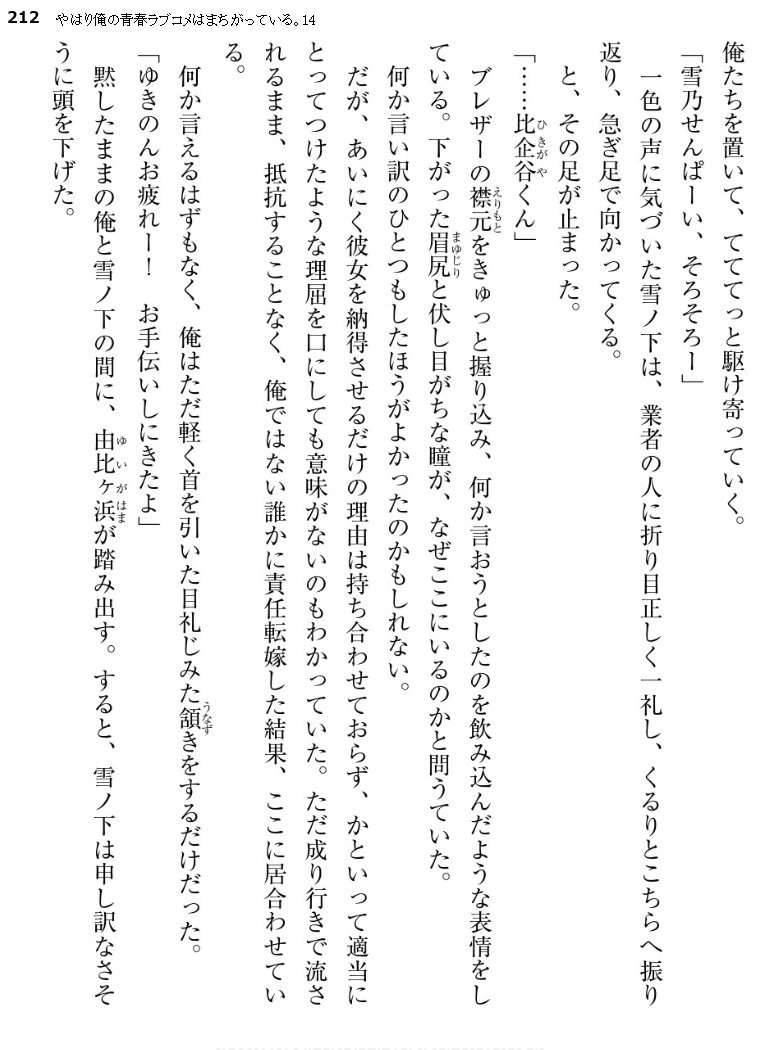 212 やはり俺の青春ラブコメはまちがっている。14
俺たちを置いて、てててっと駆け寄っていく。
「雪乃せんぱーい、そろそろー」
一色の声に気づいた雪ノ下は、業者の人に折り目正しく一礼し、くるりとこちらへ振り
返り、急ぎ足で向かってくる。
と、その足が止まった。
「……比企谷くん」
ブレザーの襟元をきゅっと握り込み、何か言おうとしたのを飲み込んだような表情をし
ている。下がった眉尻と伏し目がちな瞳が、なぜここにいるのかと問うていた。
何か言い訳のひとつもしたほうがよかったのかもしれない。
だが、あいにく彼女を納得させるだけの理由は持ち合わせておらず、かといって適当に
とってつけたような理屈を口にしても意味がないのもわかっていた。ただ成り行きで流さ
れるまま、抵抗することなく、俺ではない誰かに責任転嫁した結果、ここに居合わせてい
る。
何か言えるはずもなく、俺はただ軽く首を引いた目礼じみた頷きをするだけだった。
「ゆきのんお疲れー！　お手伝いしにきたよ」
黙したままの俺と雪ノ下の間に、由比ヶ浜が踏み出す。すると、雪ノ下は申し訳なさそ
うに頭を下げた。